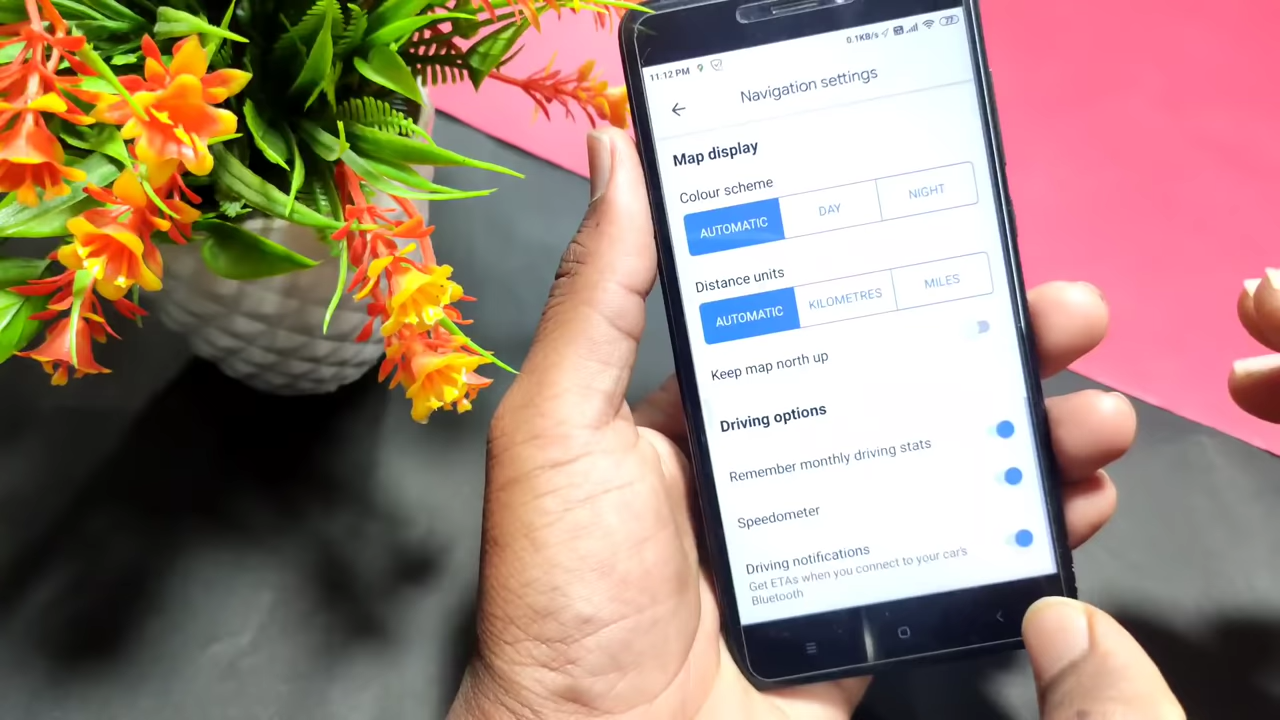 11:12 PM
0.1KB/s
77
Navigation settings
Map display
Colour scheme
AUTOMATIC DAY NIGHT
Distance units
AUTOMATIC KILOMETRES MILES
Keep map north up
Driving options
Remember monthly driving stats
Speedometer
Driving notifications
Get ETAs when you connect to your car's
Bluetooth